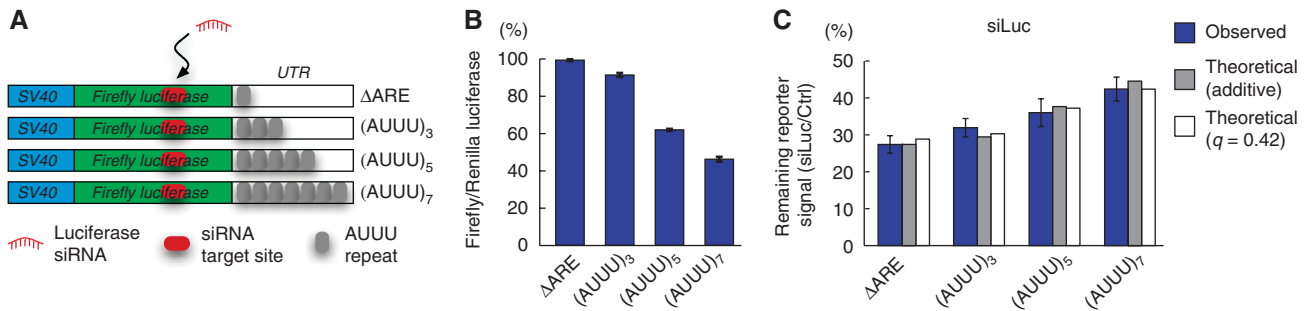 A
UTR
SV40 Firefly luciferase ΔARE
SV40 Firefly luciferase (AUUU)3
SV40 Firefly luciferase (AUUU)5
SV40 Firefly luciferase (AUUU)7
Luciferase
siRNA
siRNA
target site
AUUU
repeat
B
(%)
Firefly/Renilla luciferase
100
80
60
40
20
0
ΔARE
(AUUU)3
(AUUU)5
(AUUU)7
C
(%)
siLuc
Remaining reporter
signal (siLuc/Ctrl)
50
40
30
20
10
0
ΔARE
(AUUU)3
(AUUU)5
(AUUU)7
Observed
Theoretical
(additive)
Theoretical
(q = 0.42)